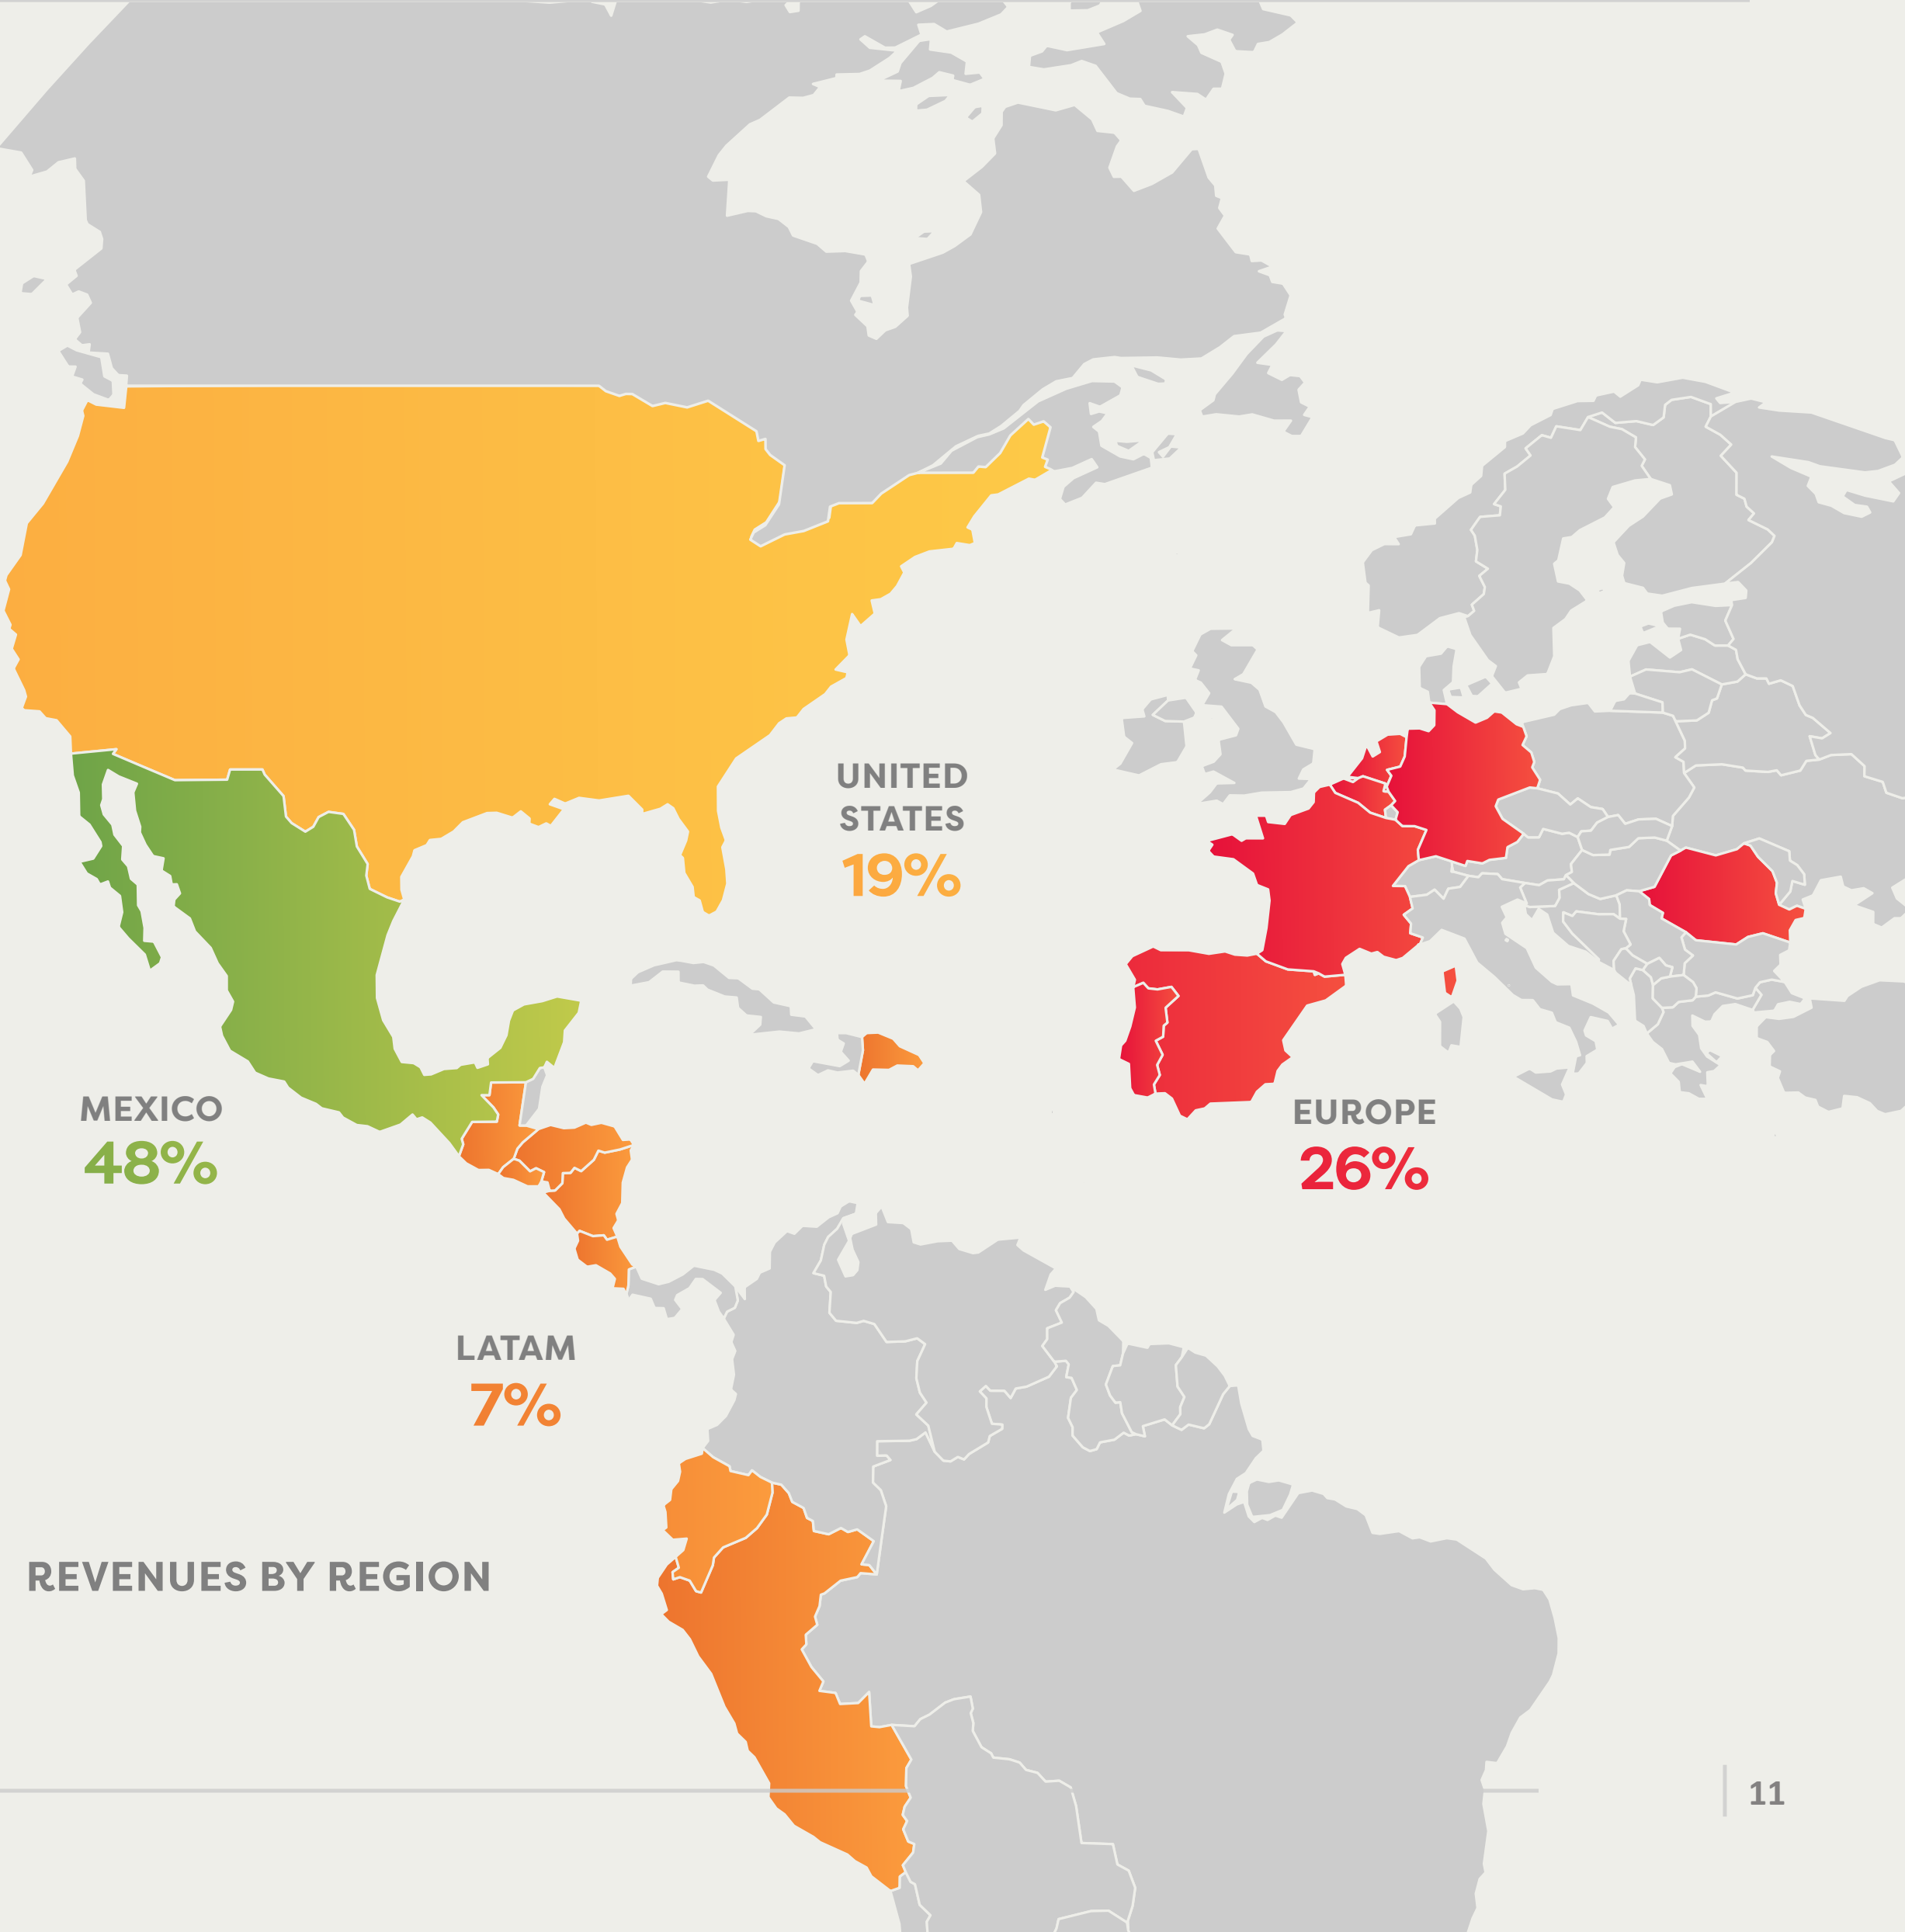 UNITED
STATES
19%
MEXICO
48%
EUROPE
26%
LATAM
7%
REVENUES BY REGION
11